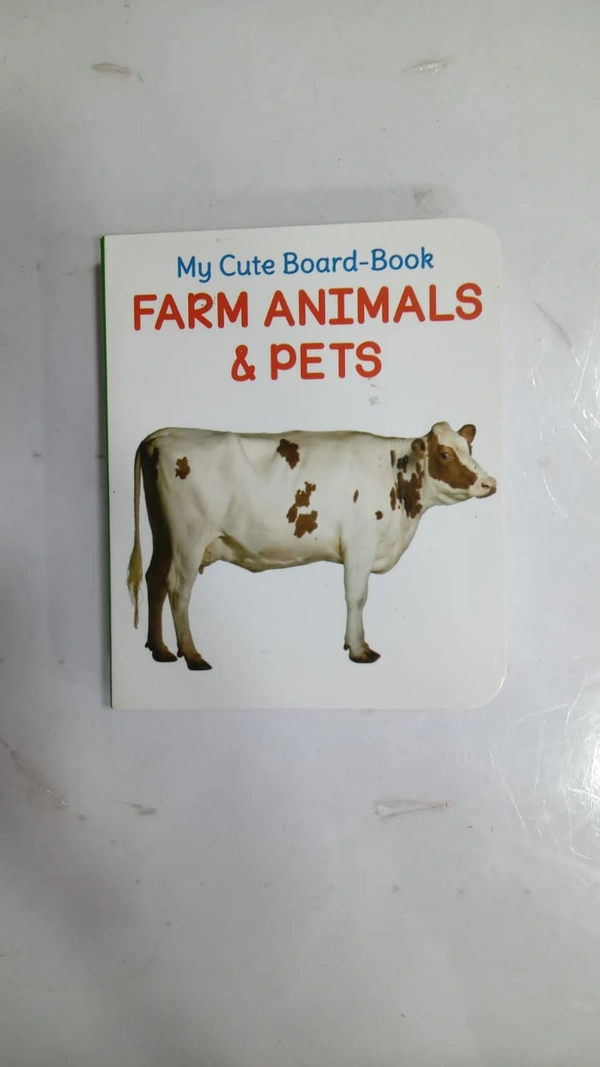 My Cute Board-Book
FARM ANIMALS
& PETS